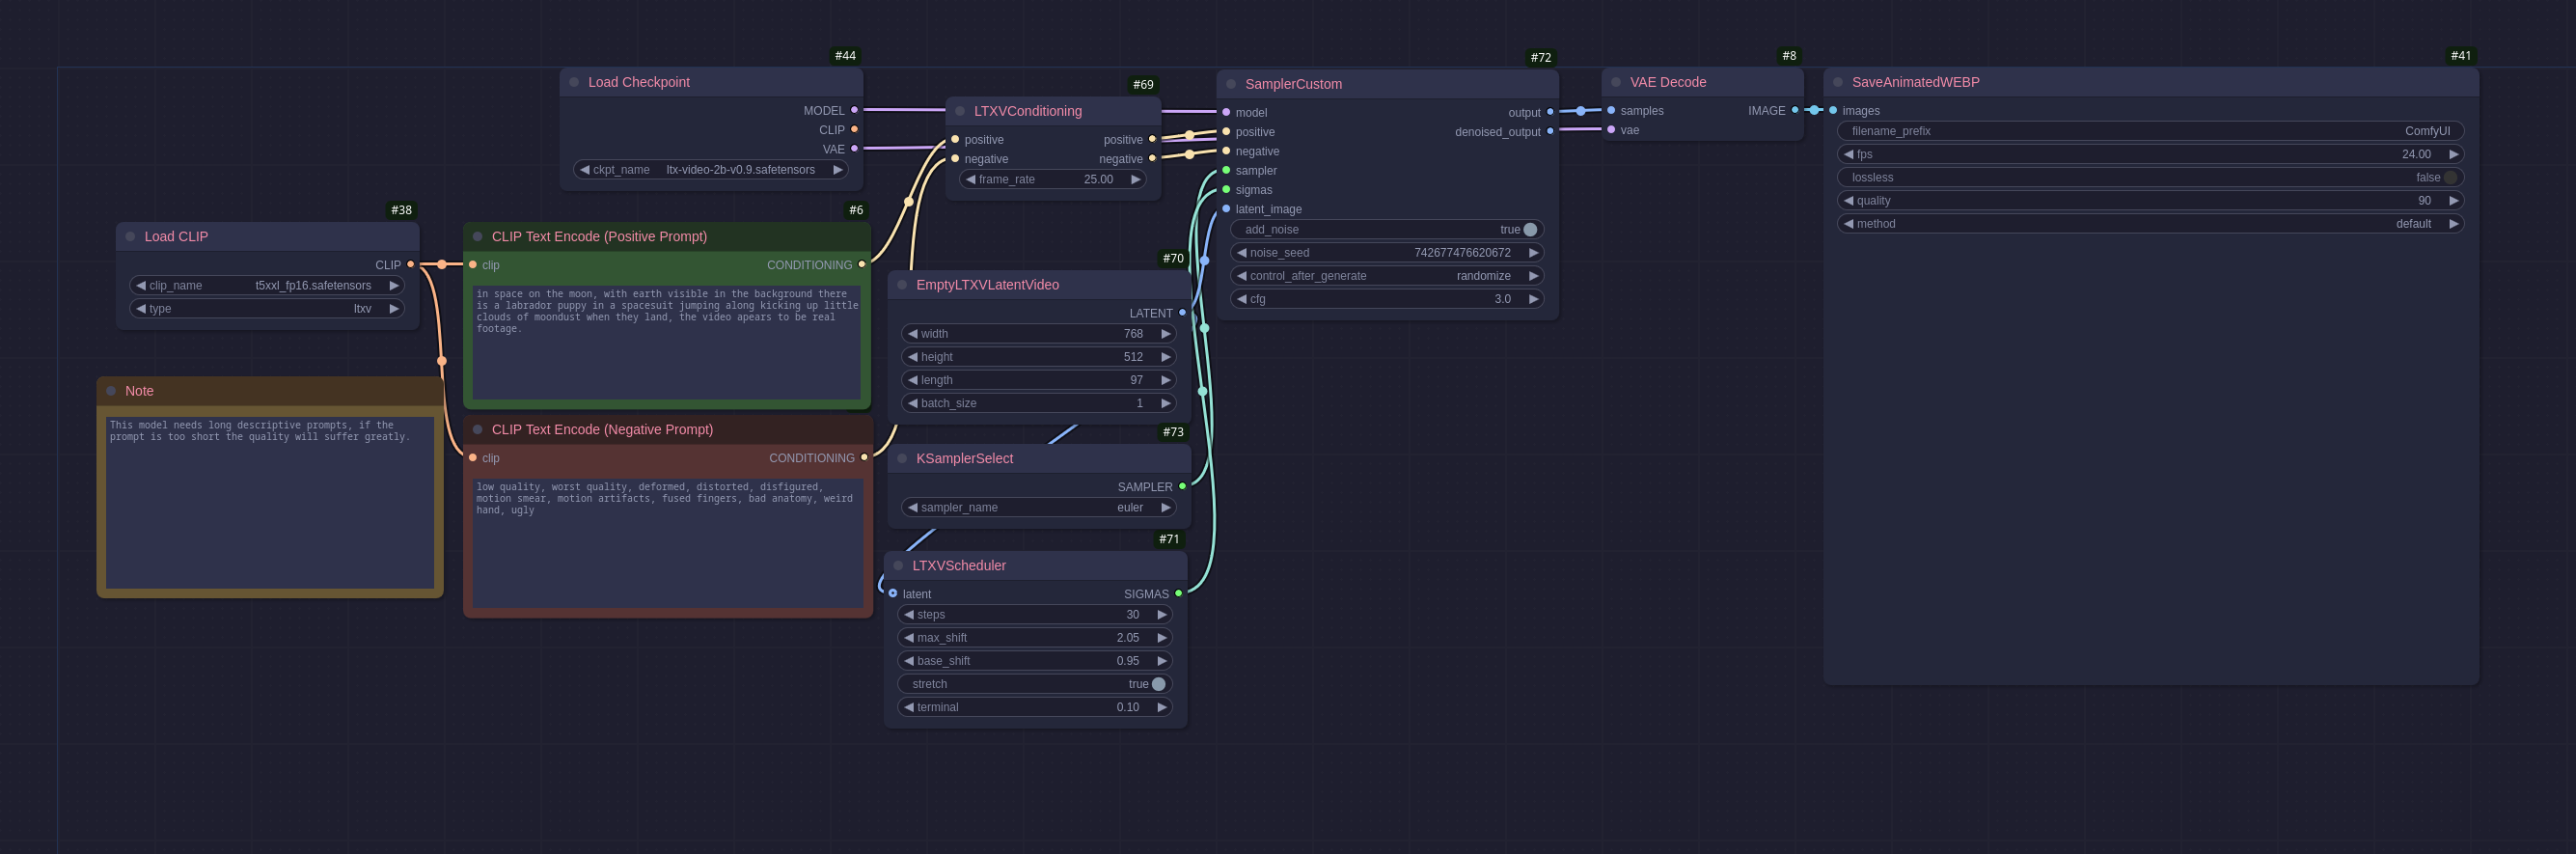 #44
Load Checkpoint
MODEL
CLIP
VAE
ckpt_name ltx-video-2b-v0.9.safetensors
#38
Load CLIP
CLIP
clip_name t5xxl_fp16.safetensors
type ltxv
Note
This model needs long descriptive prompts, if the
prompt is too short the quality will suffer greatly.
#6
CLIP Text Encode (Positive Prompt)
clip CONDITIONING
in space on the moon, with earth visible in the background there
is a labrador puppy in a spacesuit jumping along kicking up little
clouds of moondust when they land, the video apears to be real
footage.
CLIP Text Encode (Negative Prompt)
clip CONDITIONING
low quality, worst quality, deformed, distorted, disfigured,
motion smear, motion artifacts, fused fingers, bad anatomy, weird
hand, ugly
#69
LTXVConditioning
positive positive
negative negative
frame_rate 25.00
#70
EmptyLTXVLatentVideo
LATENT
width 768
height 512
length 97
batch_size 1
#73
KSamplerSelect
SAMPLER
sampler_name euler
#71
LTXVScheduler
latent SIGMAS
steps 30
max_shift 2.05
base_shift 0.95
stretch true
terminal 0.10
#72
SamplerCustom
model output
positive denoised_output
negative
sampler
sigmas
latent_image
add_noise true
noise_seed 742677476620672
control_after_generate randomize
cfg 3.0
#8
VAE Decode
samples IMAGE
vae
#41
SaveAnimatedWEBP
images
filename_prefix ComfyUI
fps 24.00
lossless false
quality 90
method default